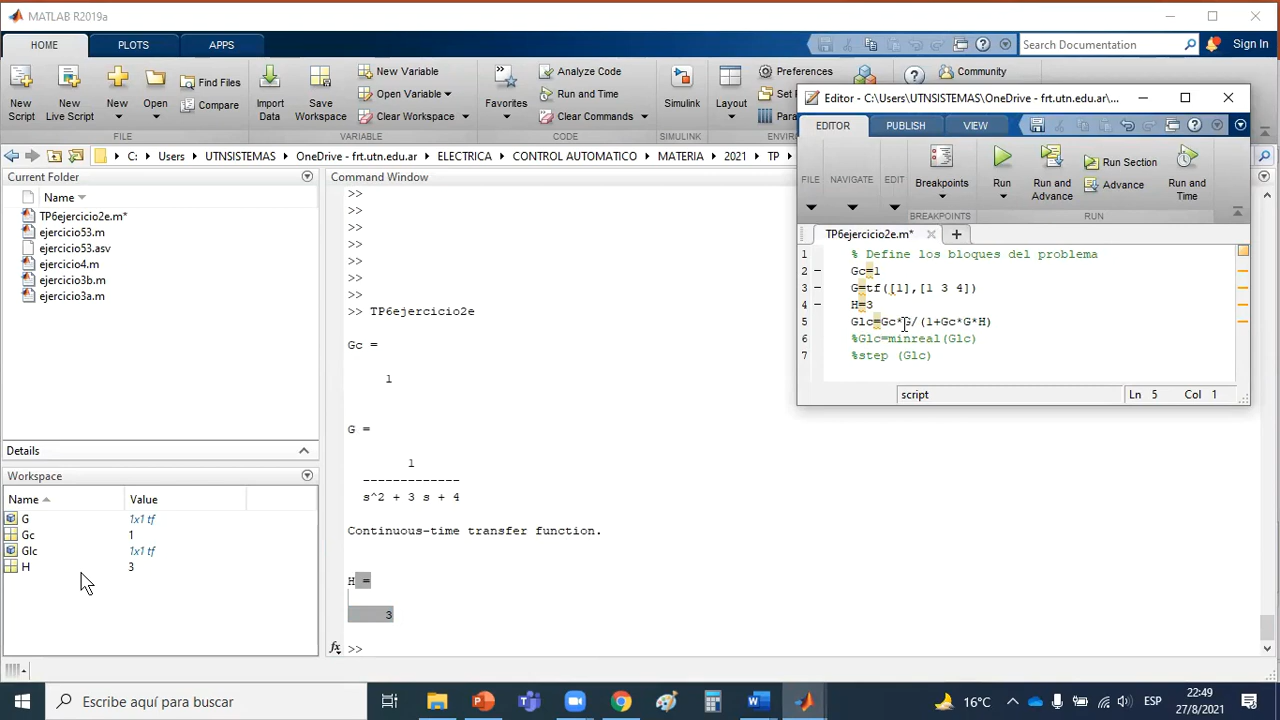 MATLAB R2019a
HOME
PLOTS
APPS
Search Documentation
Sign In
New Script
New Live Script
New
Open
Find Files
Compare
Import Data
Save Workspace
New Variable
Open Variable
Clear Workspace
Favorites
Analyze Code
Run and Time
Clear Commands
Simulink
Layout
Preferences
Set P
Para
Community
FILE
VARIABLE
CODE
SIMULINK
ENVIR
C:
Users
UTNSISTEMAS
OneDrive - frt.utn.edu.ar
ELECTRICA
CONTROL AUTOMATICO
MATERIA
2021
TP
Current Folder
Name
TP6ejercicio2e.m*
ejercicio53.m
ejercicio53.asv
ejercicio4.m
ejercicio3b.m
ejercicio3a.m
Details
Workspace
Name Value
G 1x1 tf
Gc 1
Glc 1x1 tf
H 3
Command Window
>>
>>
>>
>>
>>
>>
>>
>> TP6ejercicio2e
Gc =
1
G =
1
-------------
s^2 + 3 s + 4
Continuous-time transfer function.
H =
3
fx >>
Editor - C:\Users\UTNSISTEMAS\OneDrive - frt.utn.edu.ar\...
EDITOR
PUBLISH
VIEW
FILE
NAVIGATE
EDIT
Breakpoints
Run
Run and Advance
Run Section
Advance
Run and Time
BREAKPOINTS
RUN
TP6ejercicio2e.m*
1 % Define los bloques del problema
2 Gc=1
3 G=tf([1],[1 3 4])
4 H=3
5 Glc=Gc*G/(1+Gc*G*H)
6 %Glc=minreal(Glc)
7 %step (Glc)
script
Ln 5 Col 1
Escribe aquí para buscar
16°C
ESP
22:49
27/8/2021